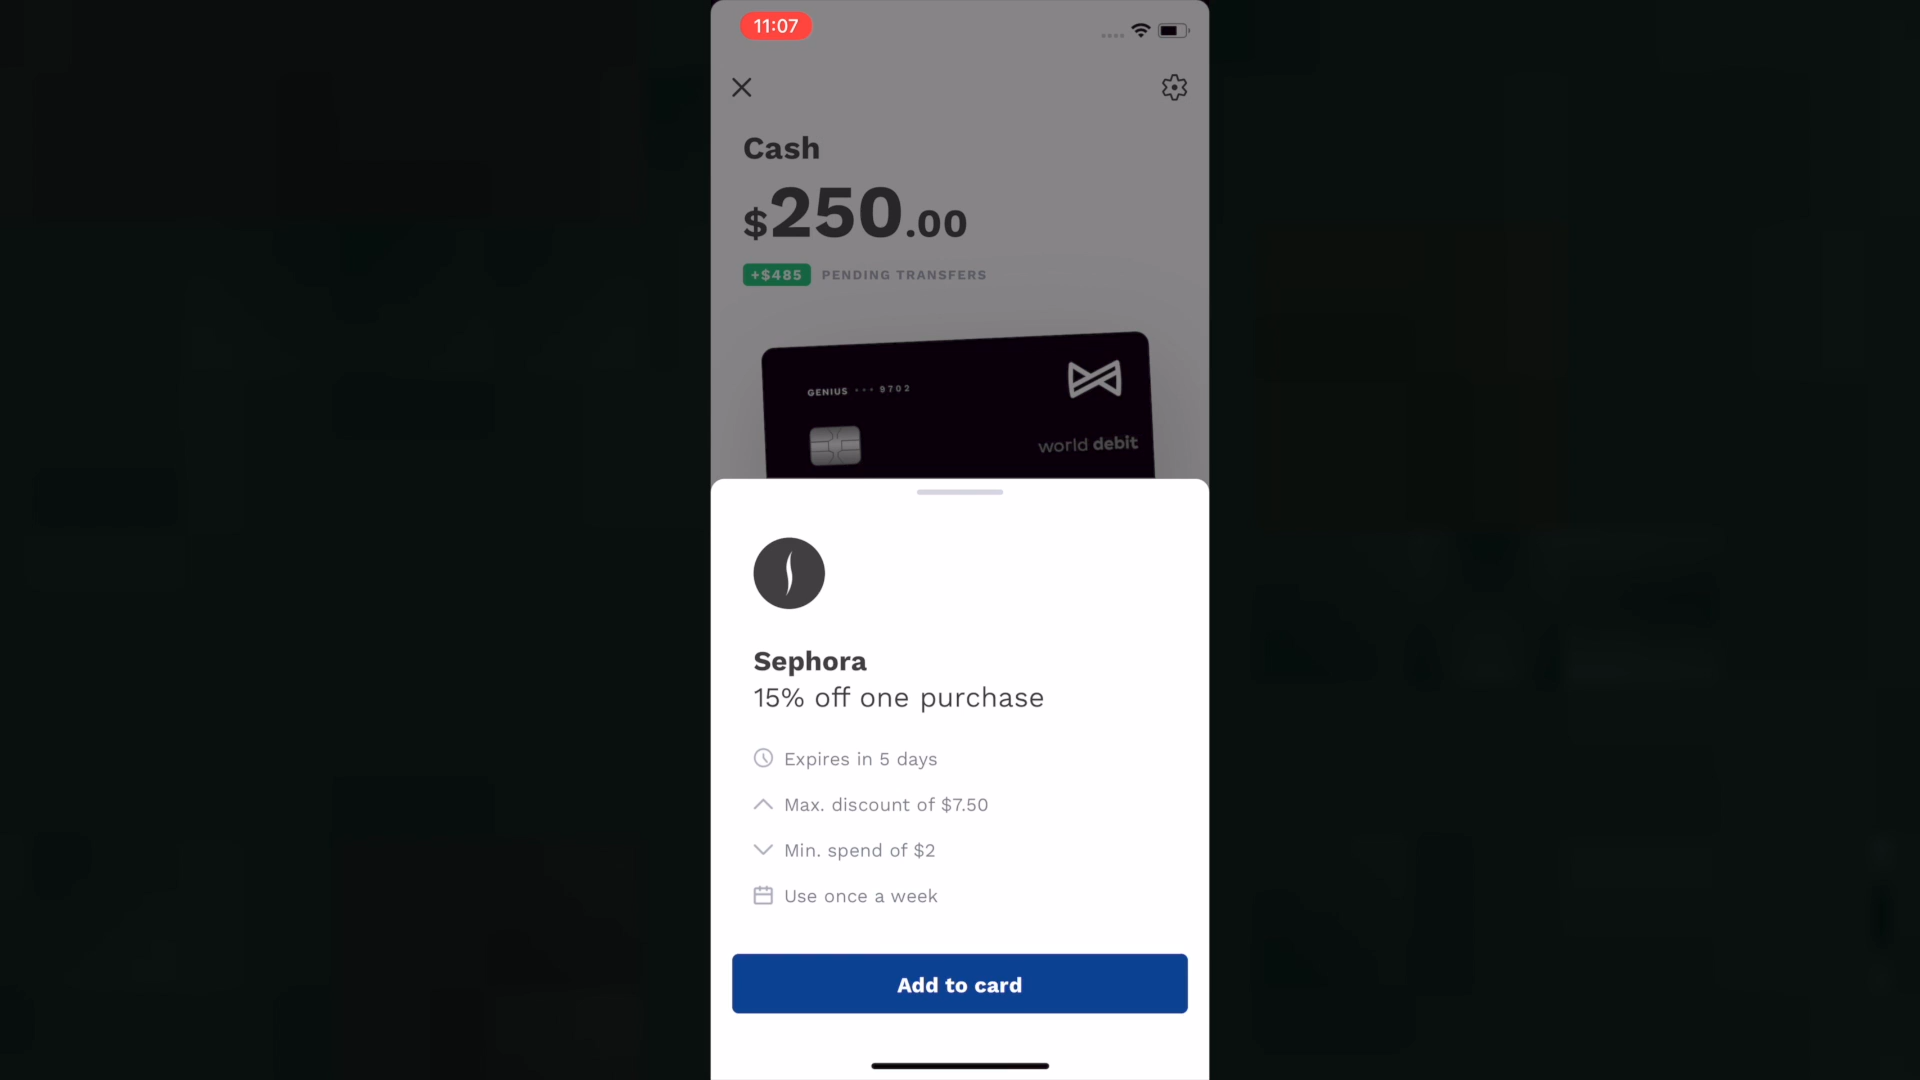 11:07
Cash
$250.00
+$485 PENDING TRANSFERS
GENIUS ••• 9702
world debit
Sephora
15% off one purchase
Expires in 5 days
Max. discount of $7.50
Min. spend of $2
Use once a week
Add to card